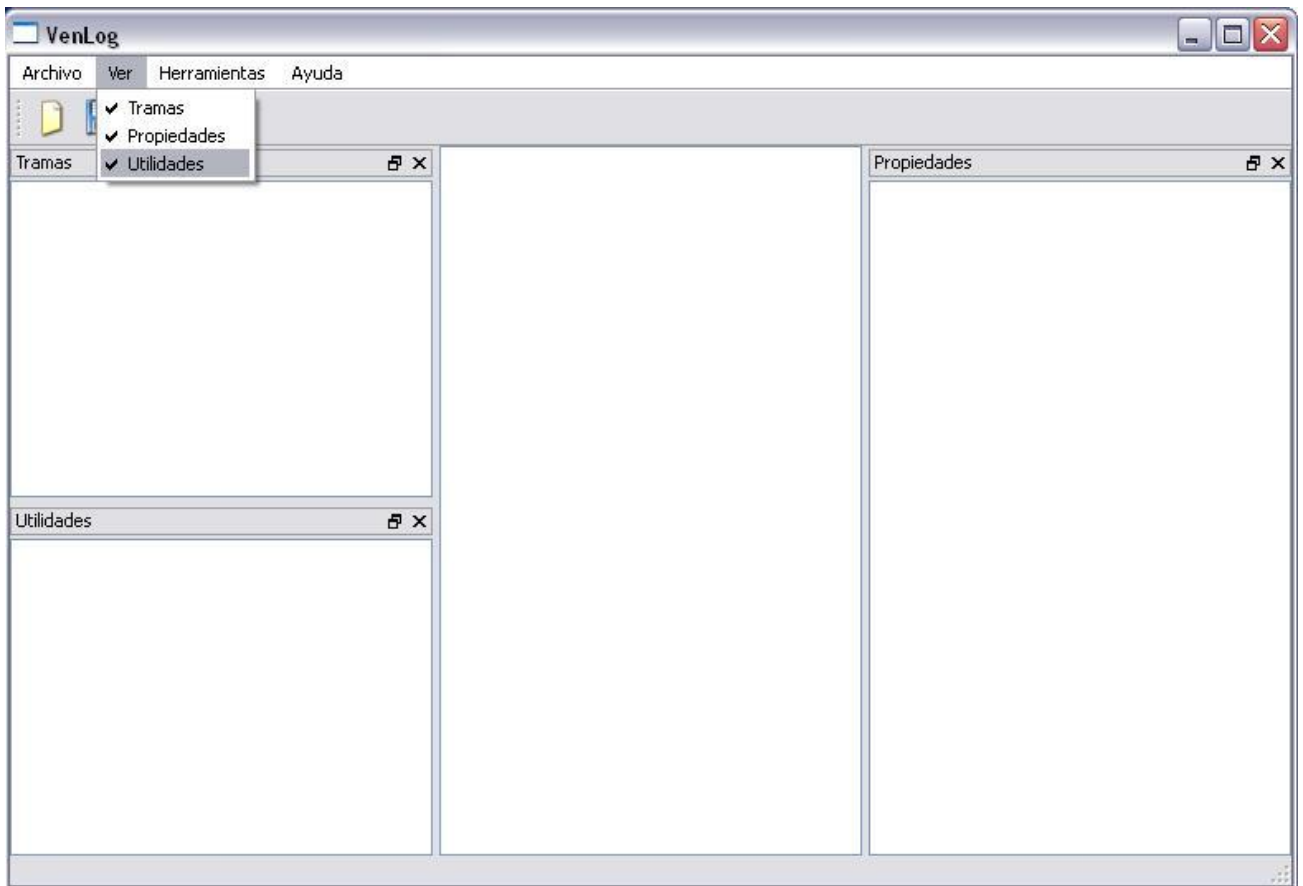 VenLog
Archivo Ver Herramientas Ayuda
Tramas
Propiedades
Utilidades
Tramas
Propiedades
Utilidades